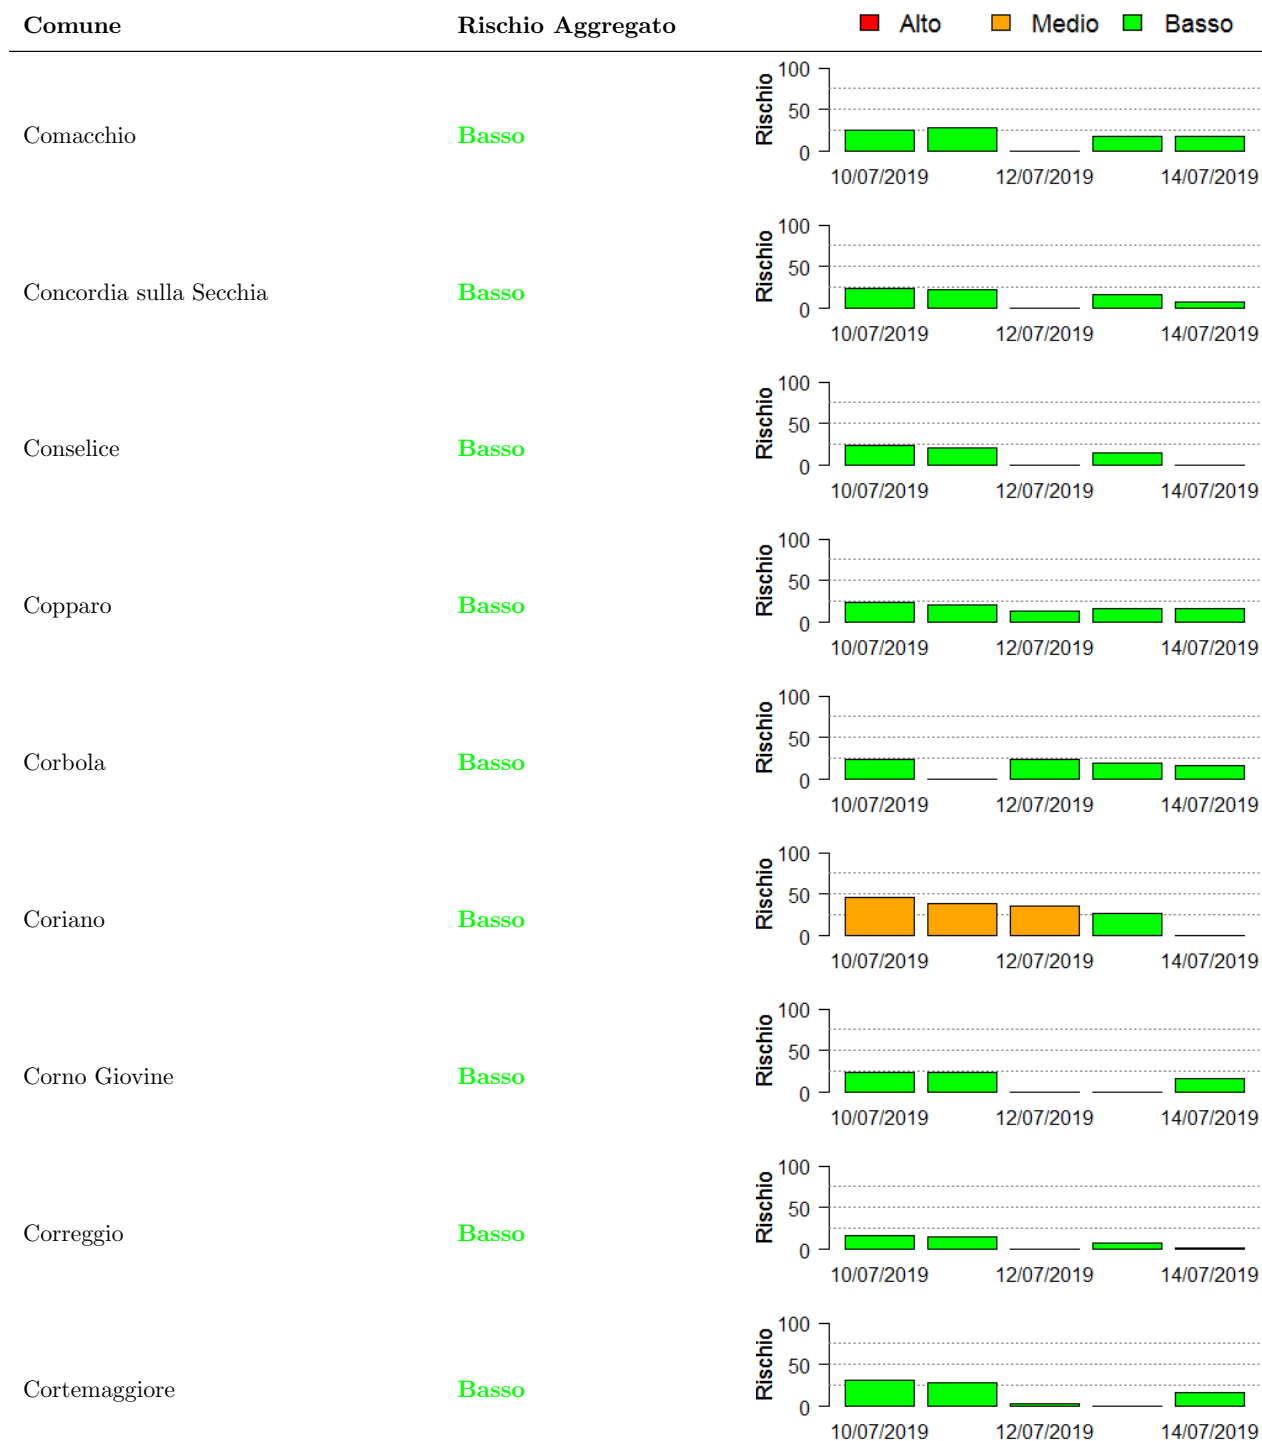 Comune Rischio Aggregato Alto Medio Basso
Comacchio Basso
Rischio
100
50
0
10/07/2019 12/07/2019 14/07/2019
Concordia sulla Secchia Basso
Rischio
100
50
0
10/07/2019 12/07/2019 14/07/2019
Conselice Basso
Rischio
100
50
0
10/07/2019 12/07/2019 14/07/2019
Copparo Basso
Rischio
100
50
0
10/07/2019 12/07/2019 14/07/2019
Corbola Basso
Rischio
100
50
0
10/07/2019 12/07/2019 14/07/2019
Coriano Basso
Rischio
100
50
0
10/07/2019 12/07/2019 14/07/2019
Corno Giovine Basso
Rischio
100
50
0
10/07/2019 12/07/2019 14/07/2019
Correggio Basso
Rischio
100
50
0
10/07/2019 12/07/2019 14/07/2019
Cortemaggiore Basso
Rischio
100
50
0
10/07/2019 12/07/2019 14/07/2019